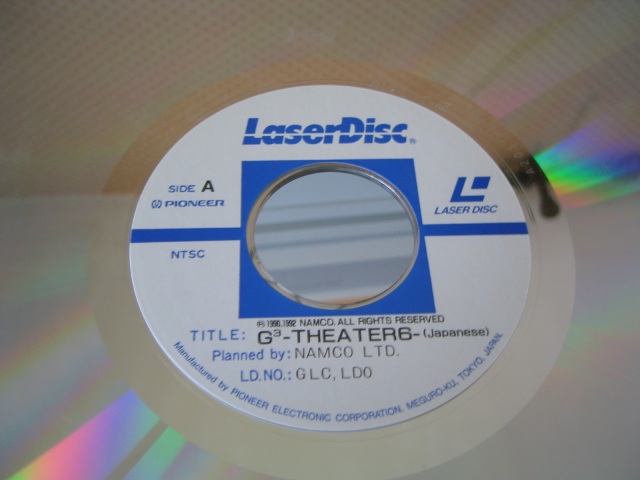 LaserDisc®
SIDE A
PIONEER
LASER DISC
NTSC
℗1990,1992 NAMCO. ALL RIGHTS RESERVED
TITLE: G³-THEATER6-(Japanese)
Planned by: NAMCO LTD.
LD.NO.: GLC, LDO
Manufactured by PIONEER ELECTRONIC CORPORATION. MEGURO-KU, TOKYO, JAPAN.